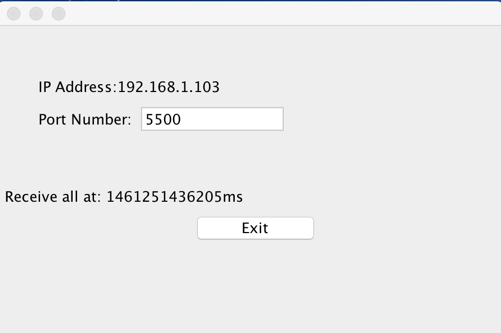 IP Address:192.168.1.103
Port Number: 5500
Receive all at: 1461251436205ms
Exit